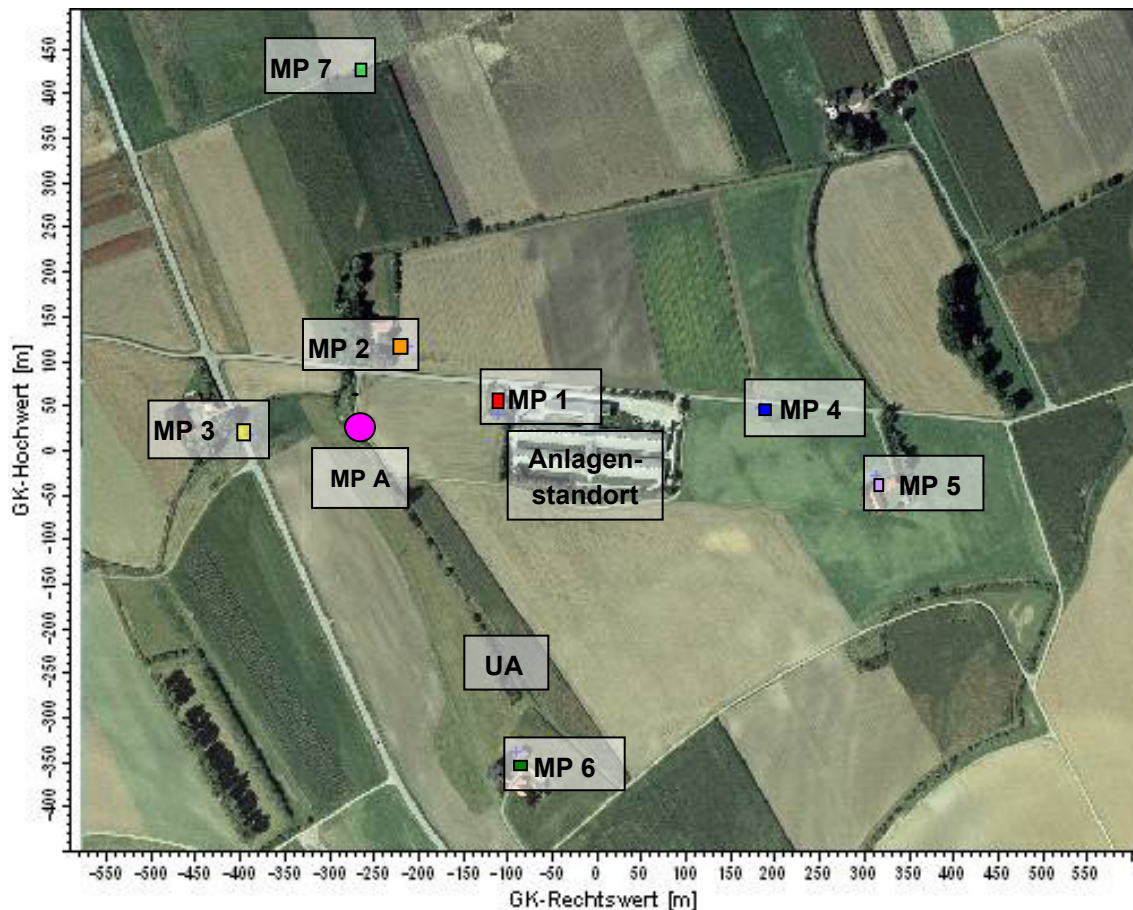 450
400
350
300
250
200
150
100
50
0
-50
-100
-150
-200
-250
-300
-350
-400
GK-Hochwert [m]
MP 7
MP 2
MP 1
MP 4
MP 3
MP A
Anlagen-
standort
MP 5
UA
MP 6
-550 -500 -450 -400 -350 -300 -250 -200 -150 -100 -50 0 50 100 150 200 250 300 350 400 450 500 550
GK-Rechtswert [m]